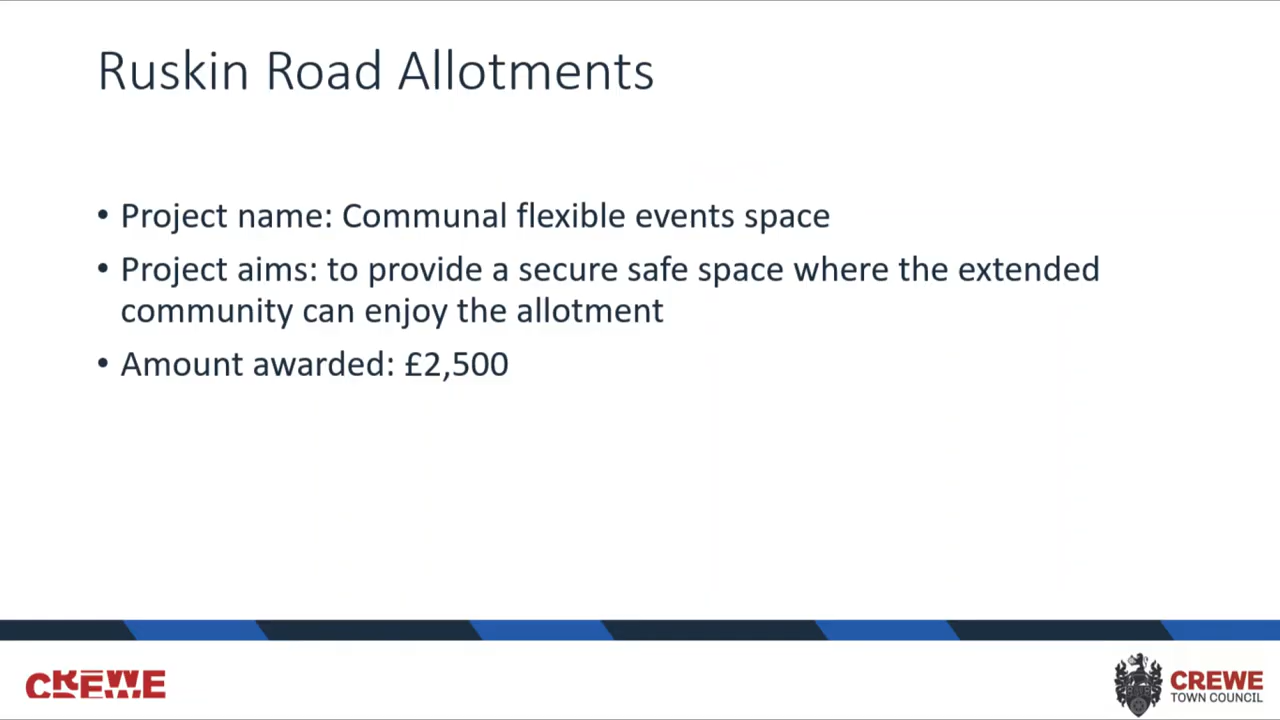 Ruskin Road Allotments
• Project name: Communal flexible events space
• Project aims: to provide a secure safe space where the extended
community can enjoy the allotment
• Amount awarded: £2,500
CREWE
CREWE
TOWN COUNCIL